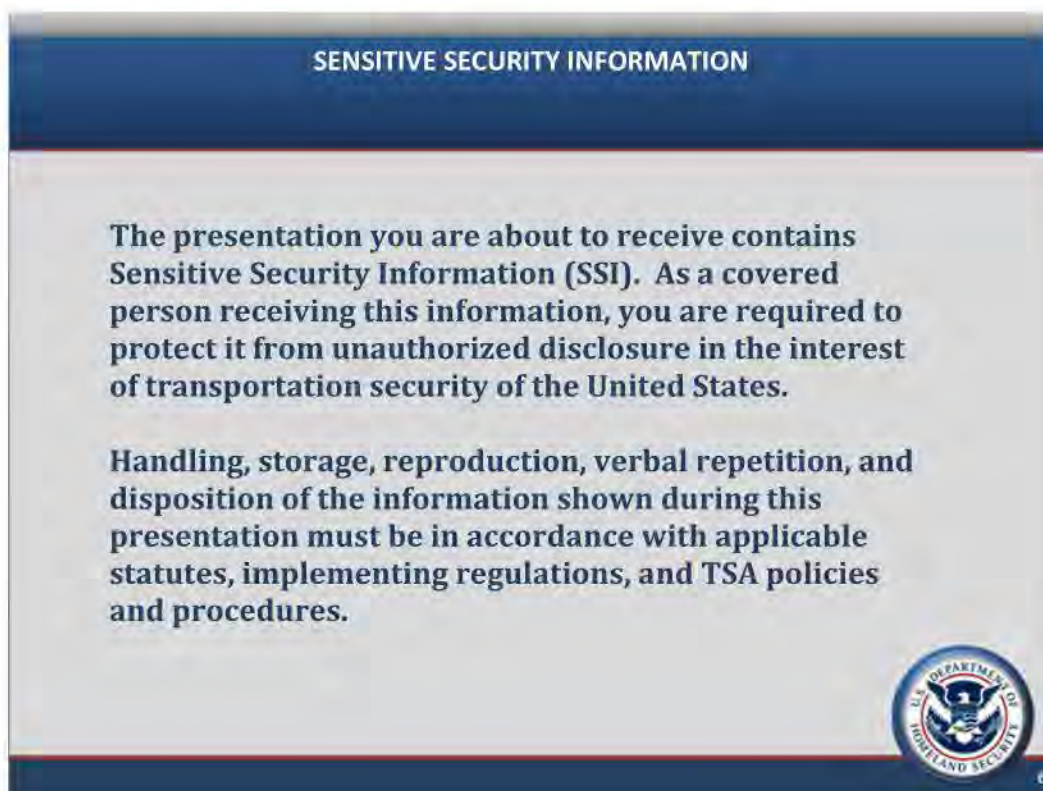 SENSITIVE SECURITY INFORMATION
The presentation you are about to receive contains
Sensitive Security Information (SSI).  As a covered
person receiving this information, you are required to
protect it from unauthorized disclosure in the interest
of transportation security of the United States.
Handling, storage, reproduction, verbal repetition, and
disposition of the information shown during this
presentation must be in accordance with applicable
statutes, implementing regulations, and TSA policies
and procedures.
U.S. DEPARTMENT OF
HOMELAND SECURITY
6